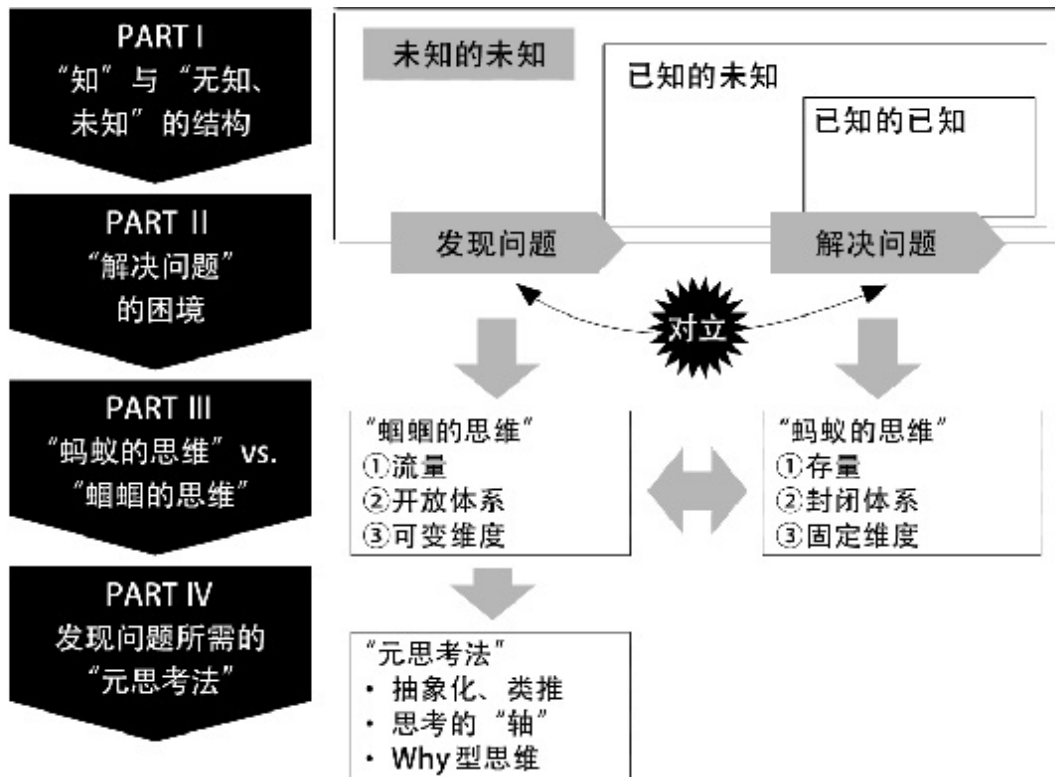 PART I
“知”与“无知、
未知”的结构
未知的未知
已知的未知
已知的已知
PART II
“解决问题”
的困境
发现问题
解决问题
对立
PART III
“蚂蚁的思维” vs.
“蝈蝈的思维”
“蝈蝈的思维”
①流量
②开放体系
③可变维度
“蚂蚁的思维”
①存量
②封闭体系
③固定维度
PART IV
发现问题所需的
“元思考法”
“元思考法”
· 抽象化、类推
· 思考的“轴”
· Why型思维